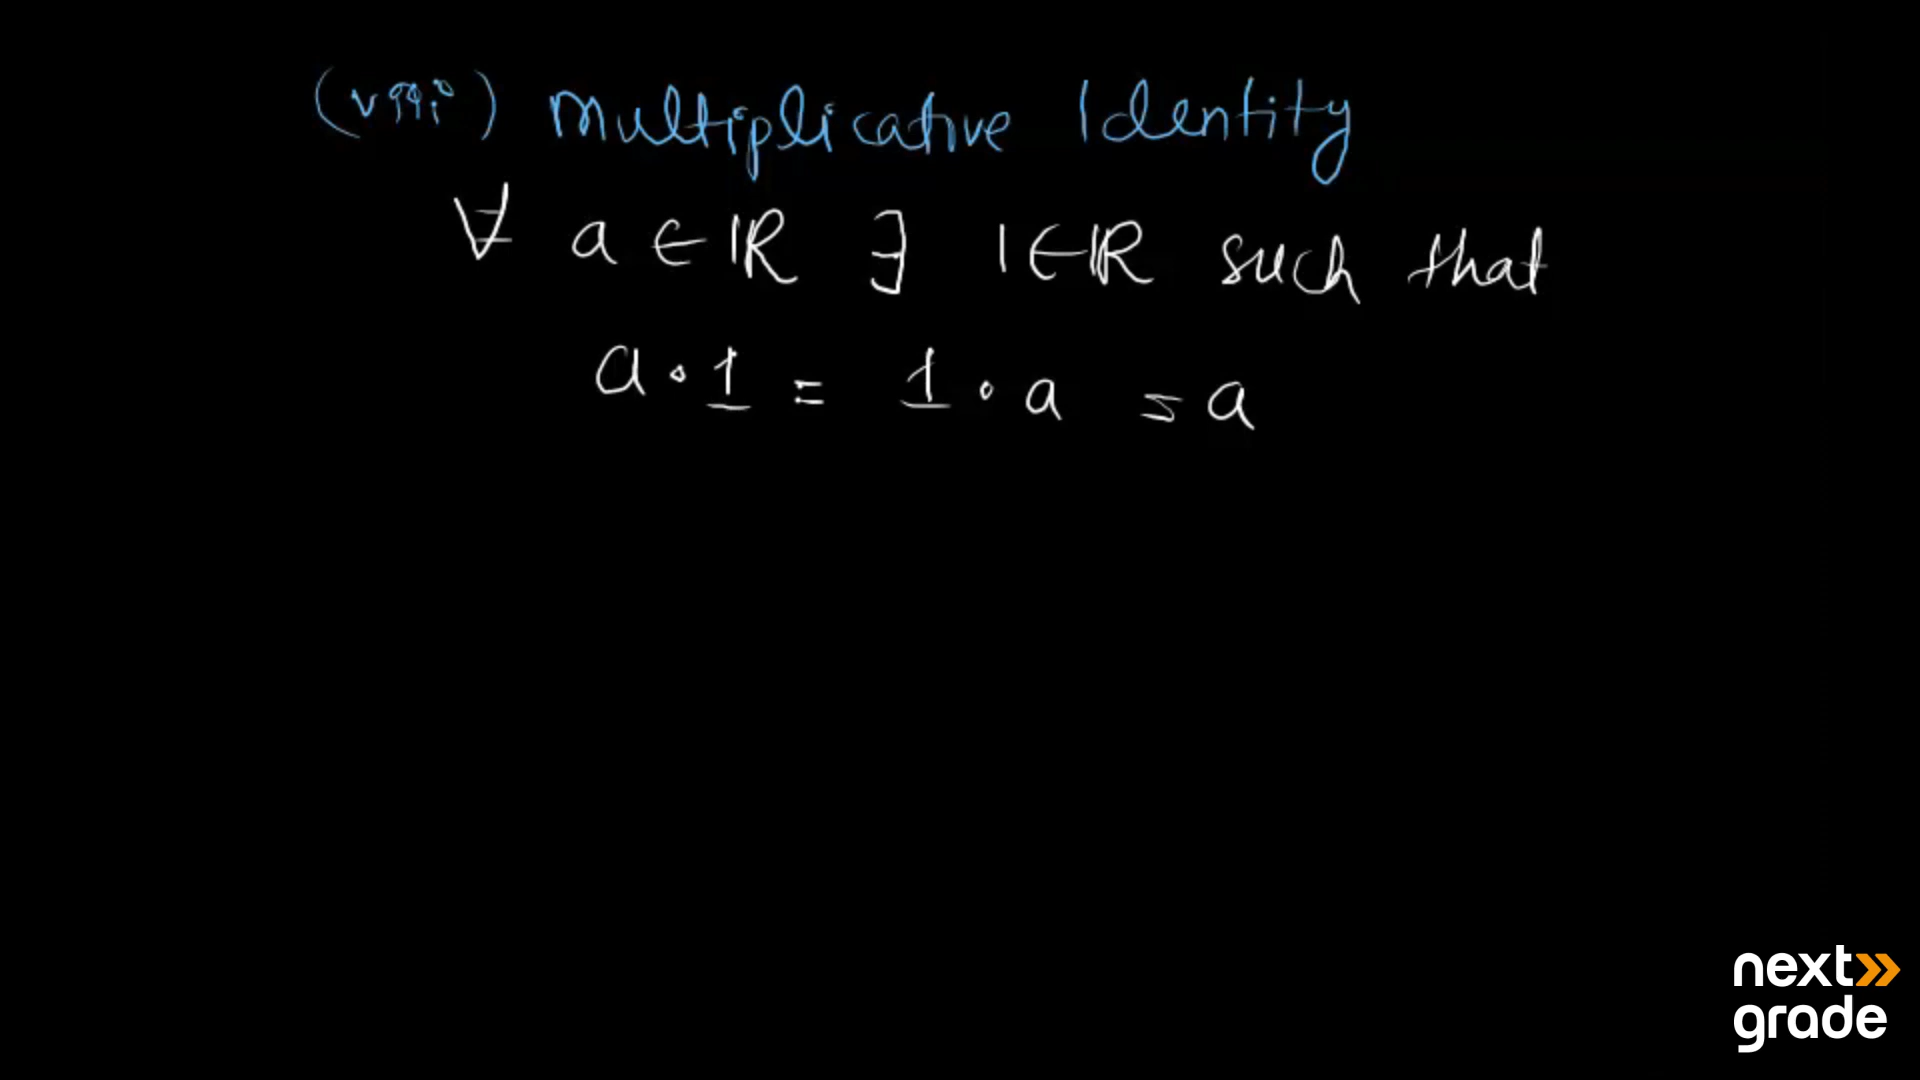 (viii) Multiplicative Identity
∀ a ∈ ℝ ∃ 1 ∈ ℝ such that
a · 1 = 1 · a = a
next
grade